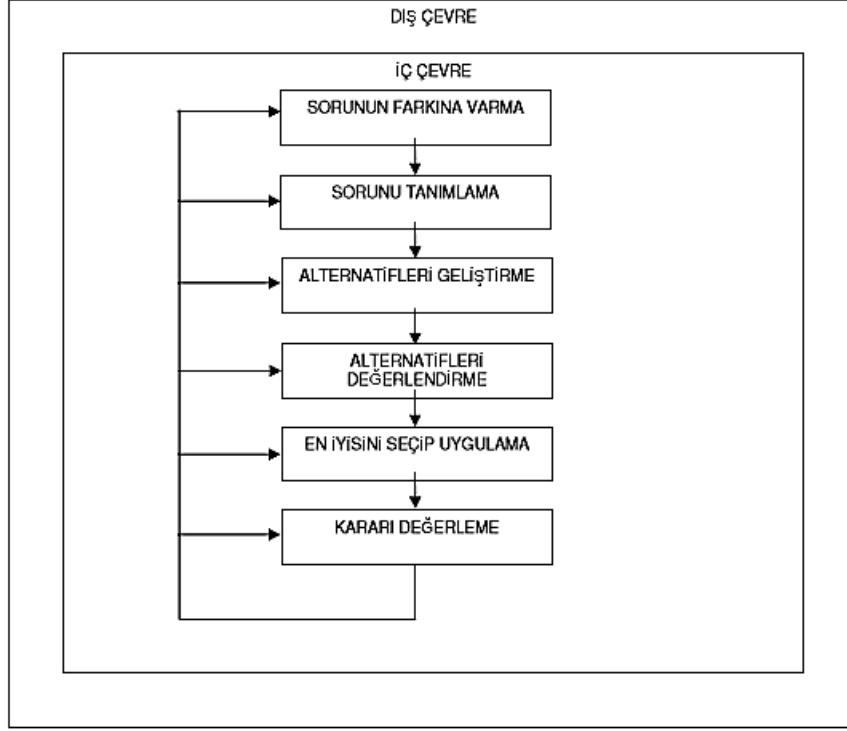 DIŞ ÇEVRE
İÇ ÇEVRE
SORUNUN FARKINA VARMA
SORUNU TANIMLAMA
ALTERNATİFLERİ GELİŞTİRME
ALTERNATİFLERİ
DEĞERLENDİRME
EN İYİSİNİ SEÇİP UYGULAMA
KARARI DEĞERLEME